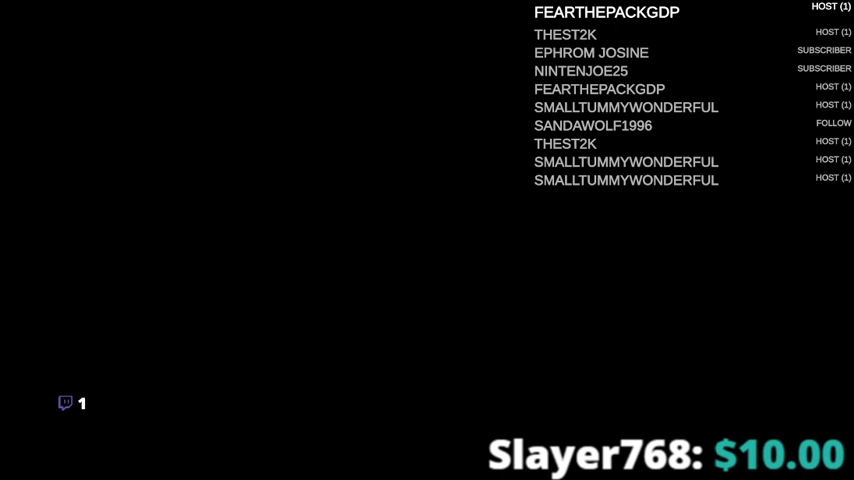 FEARTHEPACKGDP HOST (1)
THEST2K HOST (1)
EPHROM JOSINE SUBSCRIBER
NINTENJOE25 SUBSCRIBER
FEARTHEPACKGDP HOST (1)
SMALLTUMMYWONDERFUL HOST (1)
SANDAWOLF1996 FOLLOW
THEST2K HOST (1)
SMALLTUMMYWONDERFUL HOST (1)
SMALLTUMMYWONDERFUL HOST (1)
1
Slayer768: $10.00